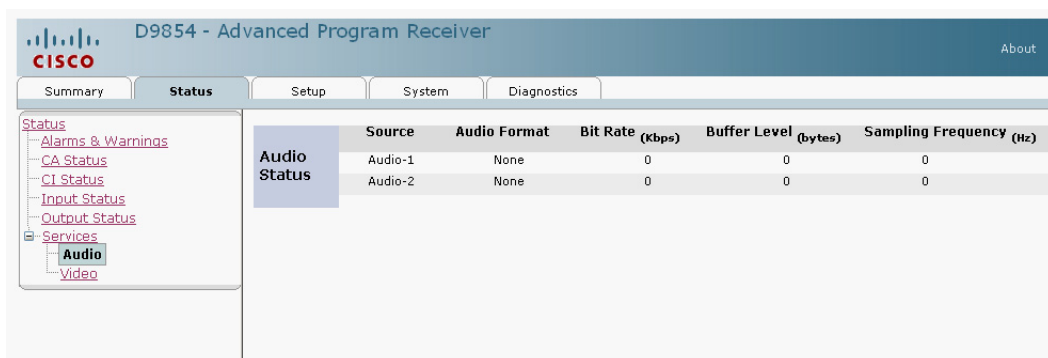 D9854 - Advanced Program Receiver
CISCO
About
Summary
Status
Setup
System
Diagnostics
Status
Alarms & Warnings
CA Status
CI Status
Input Status
Output Status
Services
Audio
Video
Audio Status
Source Audio Format Bit Rate (Kbps) Buffer Level (bytes) Sampling Frequency (Hz)
Audio-1 None 0 0 0
Audio-2 None 0 0 0